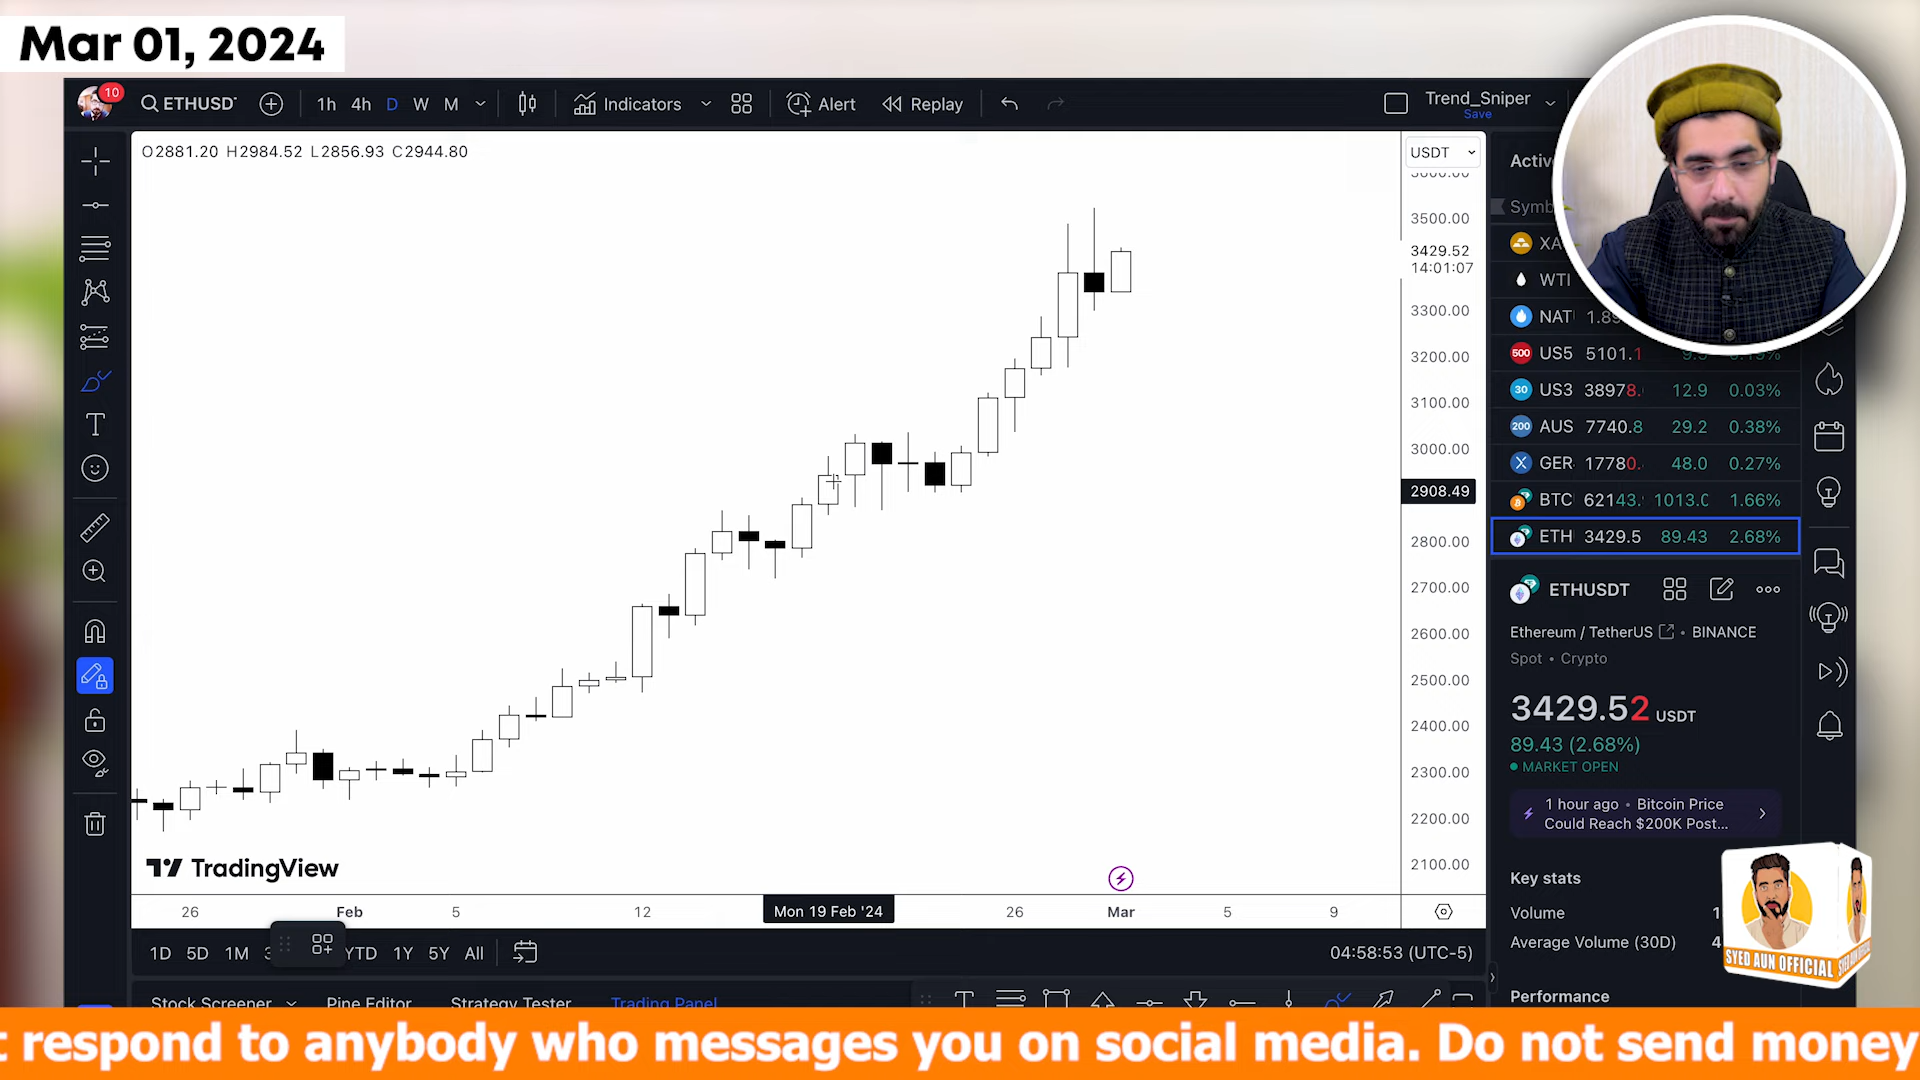 Mar 01, 2024
10
ETHUSD
1h 4h D W M
Indicators
Alert
Replay
Trend_Sniper
Save
O2881.20 H2984.52 L2856.93 C2944.80
USDT
3500.00
3429.52
14:01:07
3300.00
3200.00
3100.00
3000.00
2908.49
2800.00
2700.00
2600.00
2500.00
2400.00
2300.00
2200.00
2100.00
TradingView
26 Feb 5 12 Mon 19 Feb '24 26 Mar 5 9
1D 5D 1M YTD 1Y 5Y All
04:58:53 (UTC-5)
Stock Screener Pine Editor Strategy Tester Trading Panel
WTI
500 US5 5101.1
30 US3 38978. 12.9 0.03%
200 AUS 7740.8 29.2 0.38%
GER 17780. 48.0 0.27%
BTC 62143. 1013.0 1.66%
ETH 3429.5 89.43 2.68%
ETHUSDT
Ethereum / TetherUS • BINANCE
Spot • Crypto
3429.52 USDT
89.43 (2.68%)
MARKET OPEN
1 hour ago • Bitcoin Price
Could Reach $200K Post...
Key stats
Volume
Average Volume (30D)
Performance
SYED AUN OFFICIAL
respond to anybody who messages you on social media. Do not send money